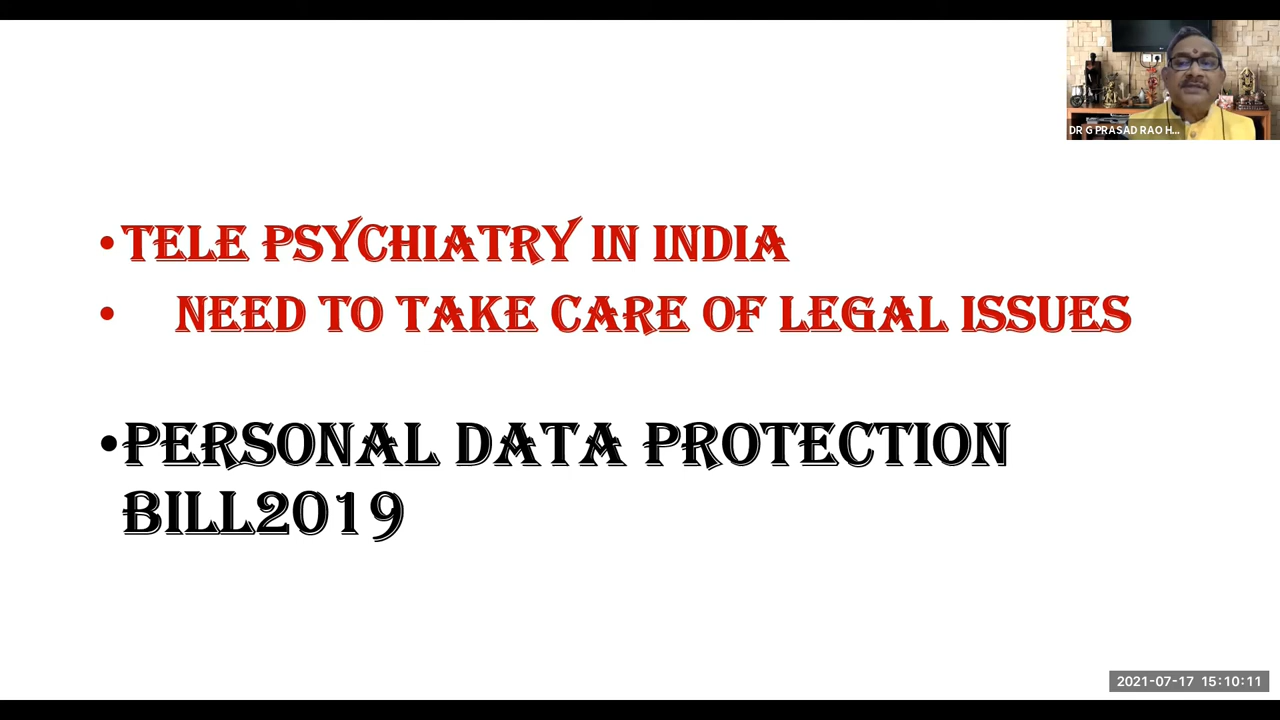 DR G PRASAD RAO H...
•TELE PSYCHIATRY IN INDIA
• NEED TO TAKE CARE OF LEGAL ISSUES
•PERSONAL DATA PROTECTION
BILL2019
2021-07-17 15:10:11